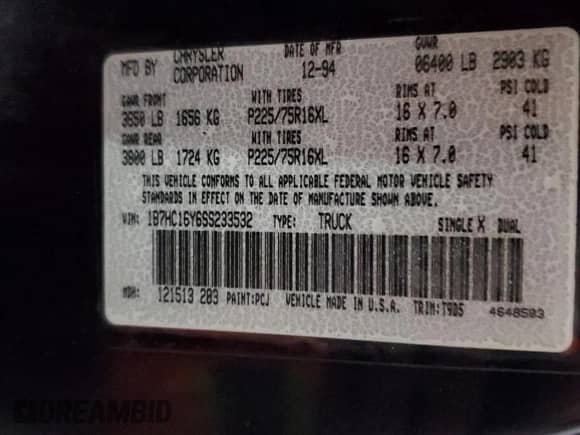 MFG BY CHRYSLER CORPORATION DATE OF MFR 12-94 GVWR 06400 LB 2903 KG
GAWR FRONT WITH TIRES RIMS AT PSI COLD
3650 LB 1656 KG P225/75R16XL 16 X 7.0 41
GAWR REAR WITH TIRES RIMS AT PSI COLD
3800 LB 1724 KG P225/75R16XL 16 X 7.0 41
THIS VEHICLE CONFORMS TO ALL APPLICABLE FEDERAL MOTOR VEHICLE SAFETY
STANDARDS IN EFFECT ON THE DATE OF MANUFACTURE SHOWN ABOVE.
VIN: 1B7HC16Y6SS233532 TYPE: TRUCK SINGLE X DUAL
MDH: 121513 203 PAINT:PCJ VEHICLE MADE IN U.S.A. TRIM:T9D5 4648503
DREAMBID